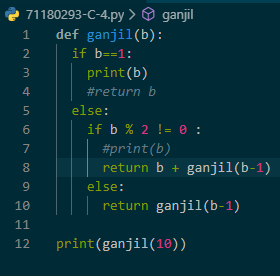 71180293-C-4.py > ganjil
1 def ganjil(b):
2     if b==1:
3         print(b)
4         #return b
5     else:
6         if b % 2 != 0 :
7             #print(b)
8             return b + ganjil(b-1)
9         else:
10             return ganjil(b-1)
11
12 print(ganjil(10))